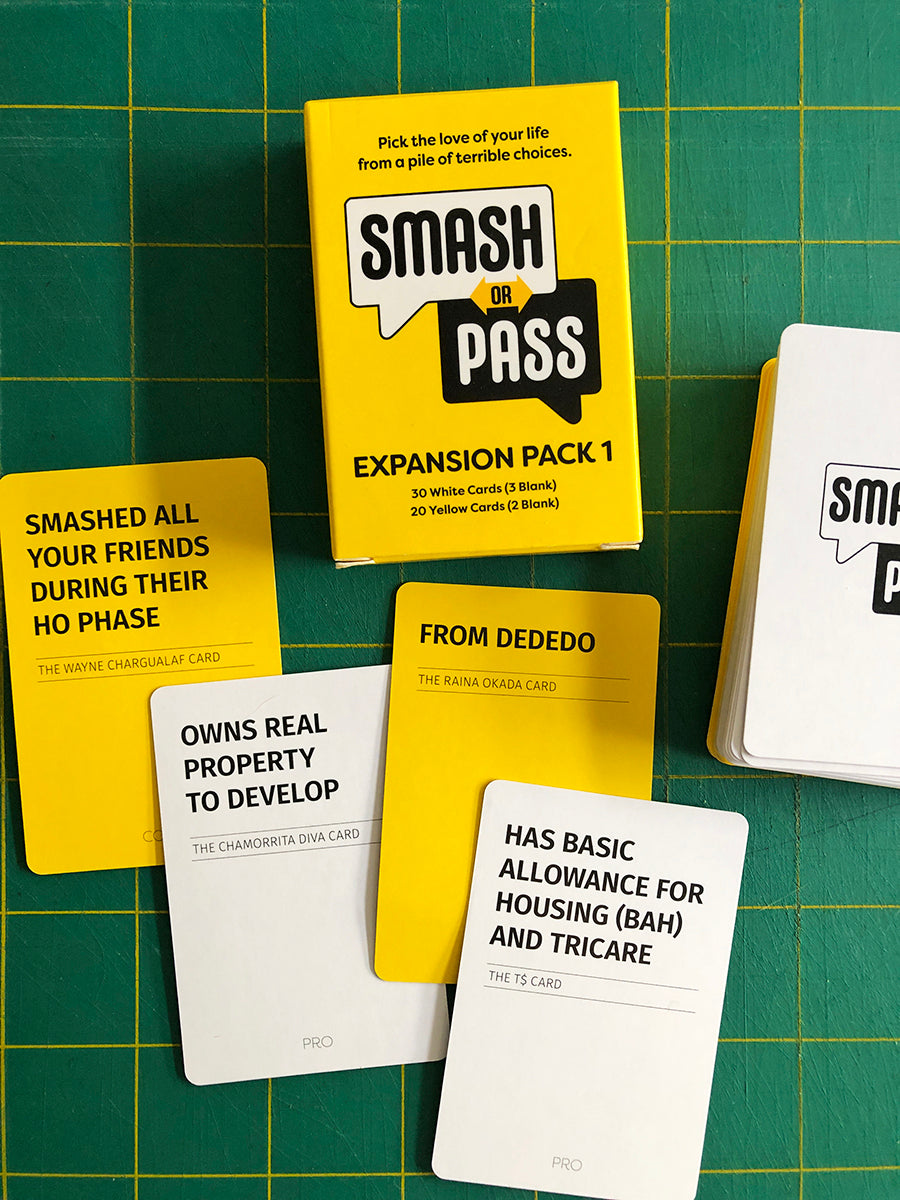 Pick the love of your life
from a pile of terrible choices.
SMASH
OR
PASS
EXPANSION PACK 1
30 White Cards (3 Blank)
20 Yellow Cards (2 Blank)
SMASHED ALL
YOUR FRIENDS
DURING THEIR
HO PHASE
THE WAYNE CHARGUALAF CARD
CO
OWNS REAL
PROPERTY
TO DEVELOP
THE CHAMORRITA DIVA CARD
PRO
FROM DEDEDO
THE RAINA OKADA CARD
HAS BASIC
ALLOWANCE FOR
HOUSING (BAH)
AND TRICARE
THE T$ CARD
PRO
SMA
P